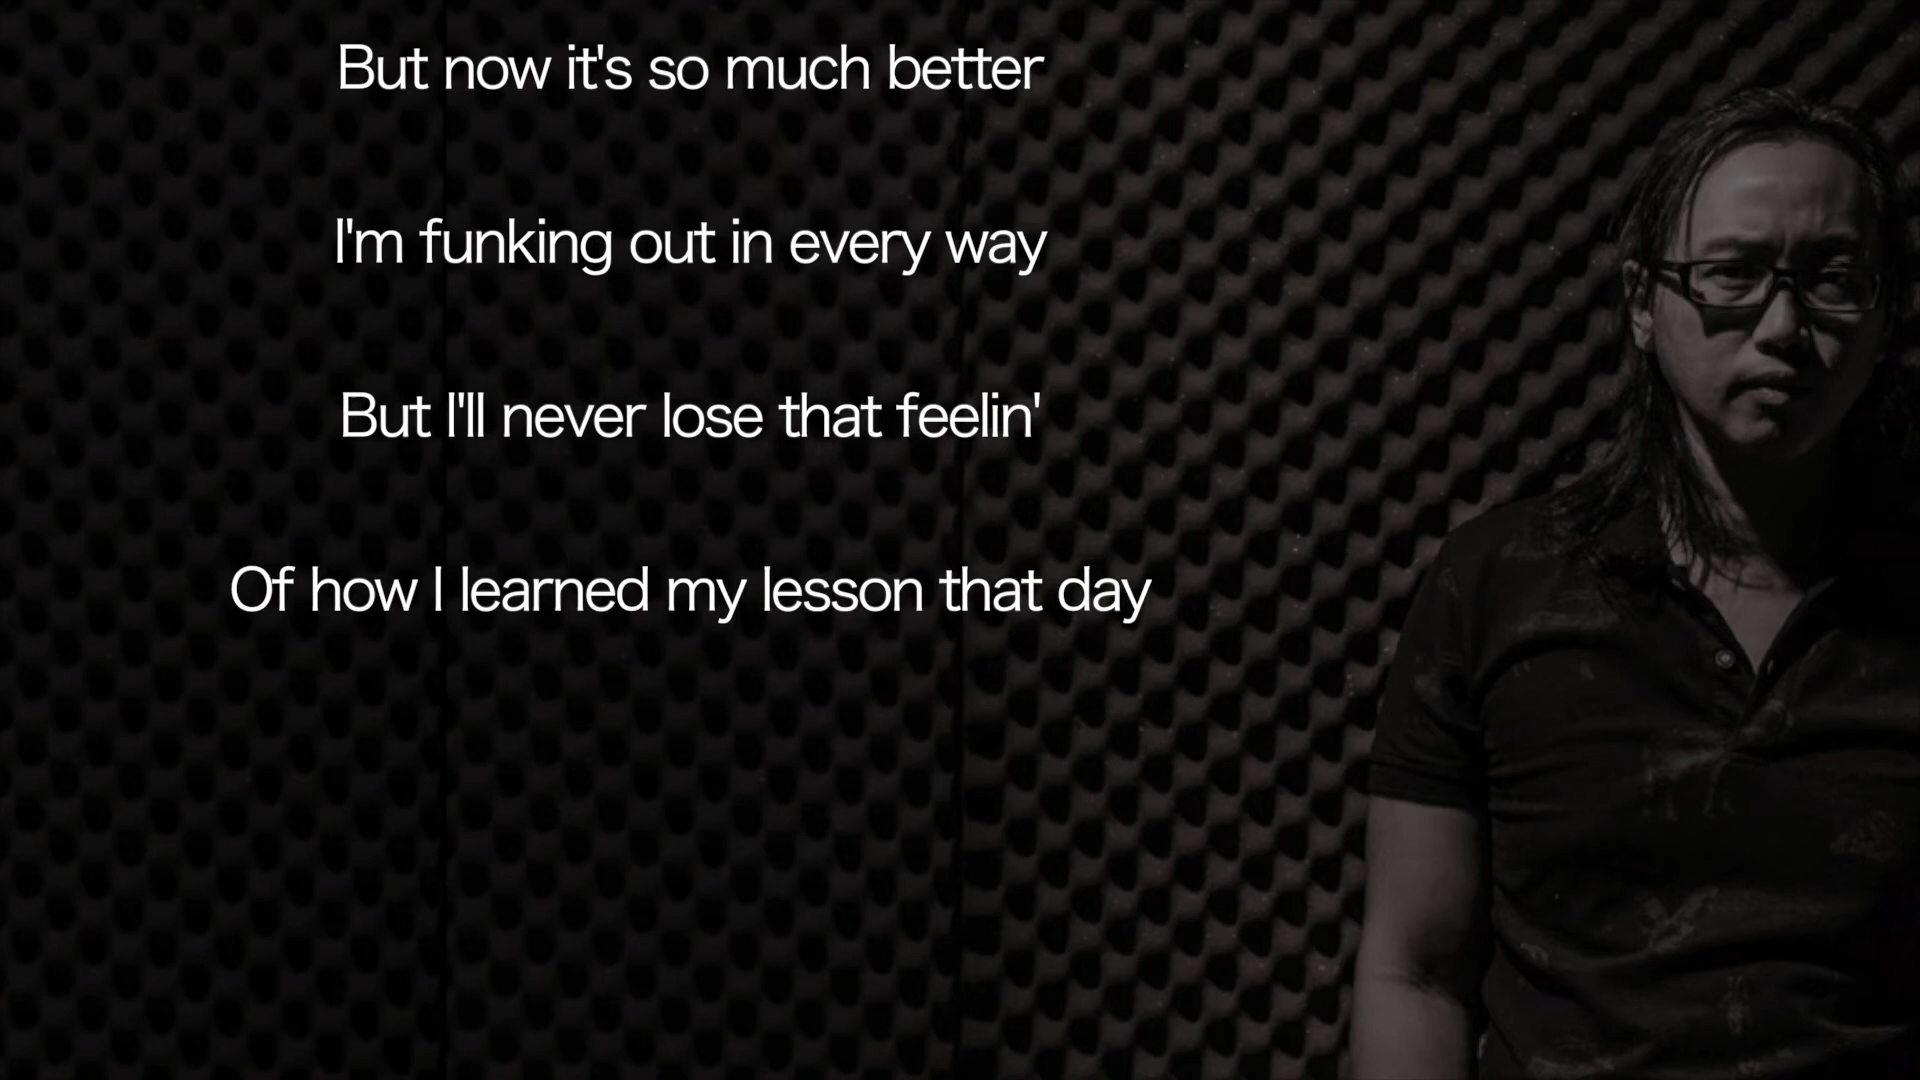 But now it's so much better
I'm funking out in every way
But I'll never lose that feelin'
Of how I learned my lesson that day